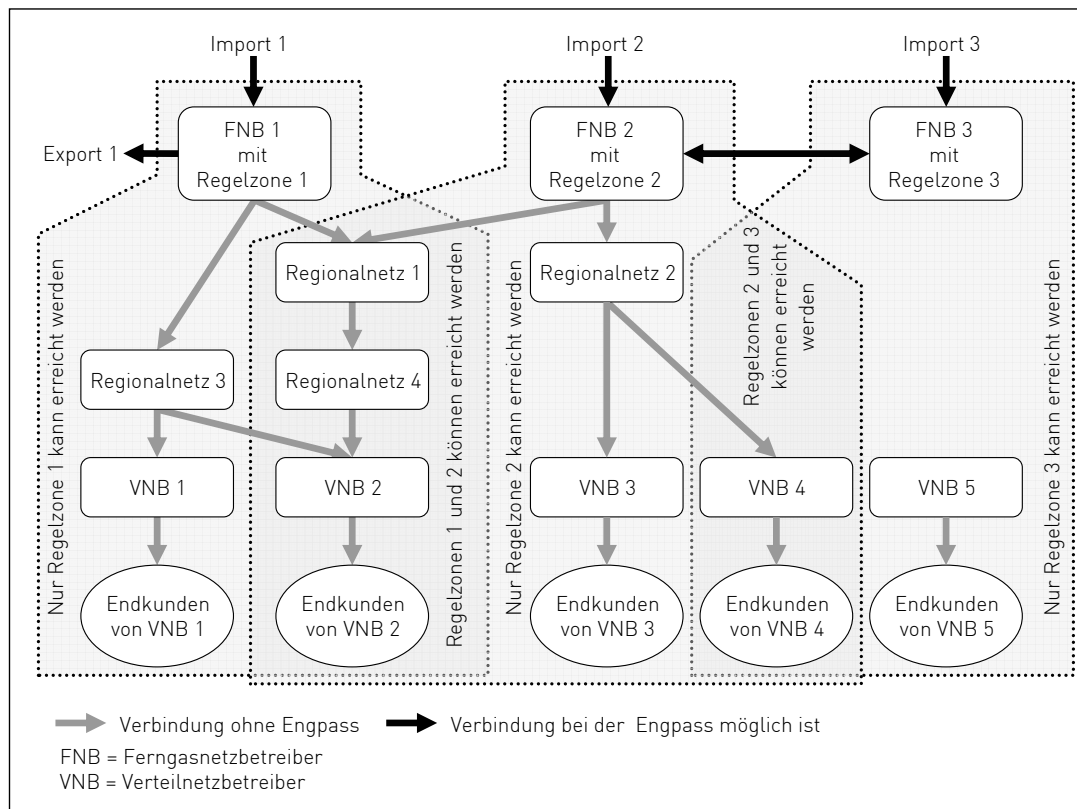 Import 1
Import 2
Import 3
FNB 1
mit
Regelzone 1
FNB 2
mit
Regelzone 2
FNB 3
mit
Regelzone 3
Export 1
Regionalnetz 1
Regionalnetz 2
Regionalnetz 3
Regionalnetz 4
VNB 1
VNB 2
VNB 3
VNB 4
VNB 5
Endkunden
von VNB 1
Endkunden
von VNB 2
Endkunden
von VNB 3
Endkunden
von VNB 4
Endkunden
von VNB 5
Nur Regelzone 1 kann erreicht werden
Regelzonen 1 und 2 können erreicht werden
Nur Regelzone 2 kann erreicht werden
Regelzonen 2 und 3
können erreicht
werden
Nur Regelzone 3 kann erreicht werden
Verbindung ohne Engpass
Verbindung bei der Engpass möglich ist
FNB = Ferngasnetzbetreiber
VNB = Verteilnetzbetreiber